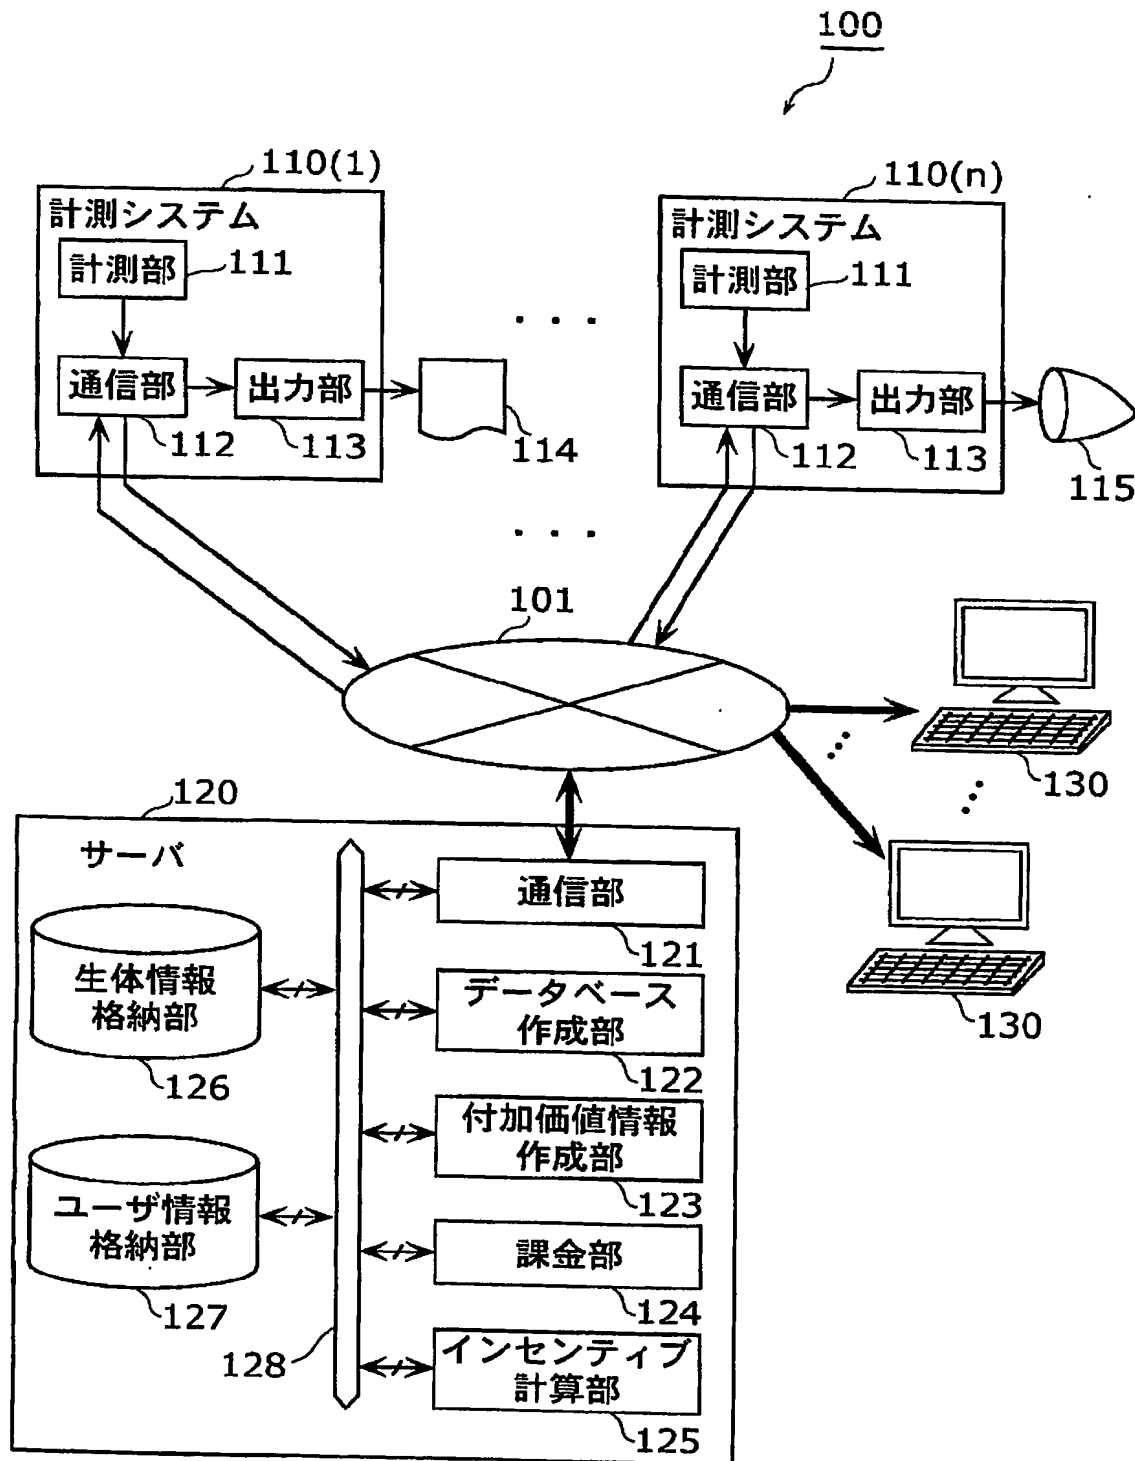 100
110(1)
計測システム
計測部
111
通信部
出力部
112
113
114
. . .
110(n)
計測システム
計測部
111
通信部
出力部
112
113
115
. . .
101
130
130
120
サーバ
通信部
121
生体情報
格納部
126
データベース
作成部
122
付加価値情報
作成部
123
ユーザ情報
格納部
127
課金部
124
128
インセンティブ
計算部
125